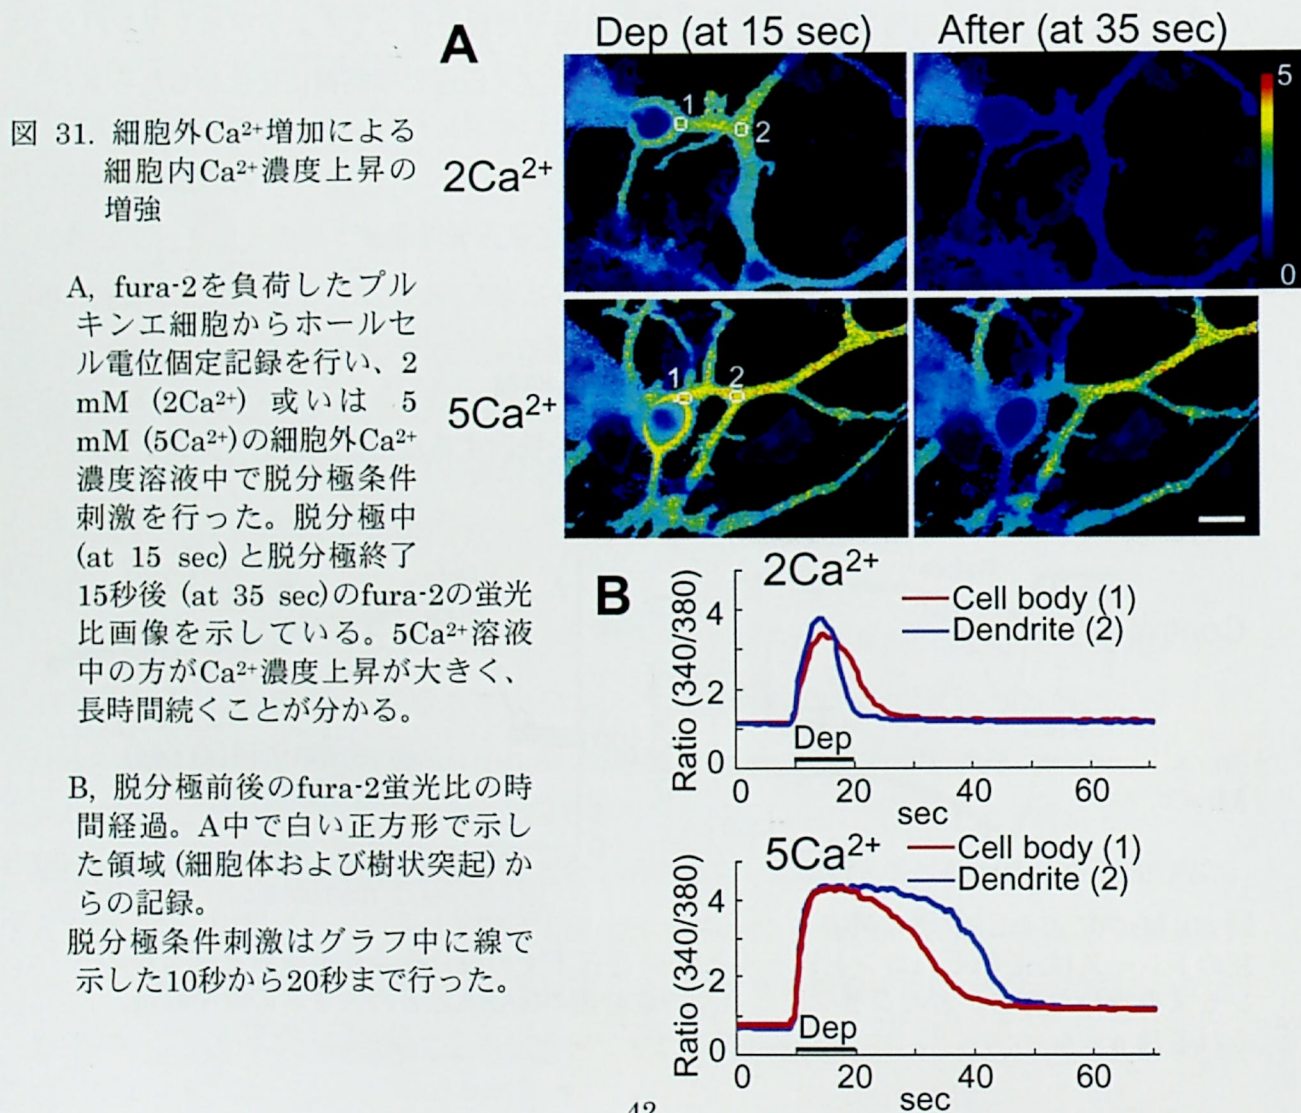 図 31. 細胞外Ca²⁺増加による
細胞内Ca²⁺濃度上昇の
増強
A, fura-2を負荷したプル
キンエ細胞からホールセ
ル電位個定記録を行い、2
mM (2Ca²⁺) 或いは 5
mM (5Ca²⁺)の細胞外Ca²⁺
濃度溶液中で脱分極条件
刺激を行った。脱分極中
(at 15 sec) と脱分極終了
15秒後 (at 35 sec)のfura-2の蛍光
比画像を示している。5Ca²⁺溶液
中の方がCa²⁺濃度上昇が大きく、
長時間続くことが分かる。
B, 脱分極前後のfura-2蛍光比の時
間経過。A中で白い正方形で示し
た領域 (細胞体および樹状突起) か
らの記録。
脱分極条件刺激はグラフ中に線で
示した10秒から20秒まで行った。
A
Dep (at 15 sec) After (at 35 sec)
2Ca²⁺
1
2
5
0
5Ca²⁺
1
2
B
2Ca²⁺
Cell body (1)
Dendrite (2)
Ratio (340/380)
4
2
0
Dep
0 20 40 60
sec
5Ca²⁺
Cell body (1)
Dendrite (2)
Ratio (340/380)
4
2
0
Dep
0 20 40 60
sec
42